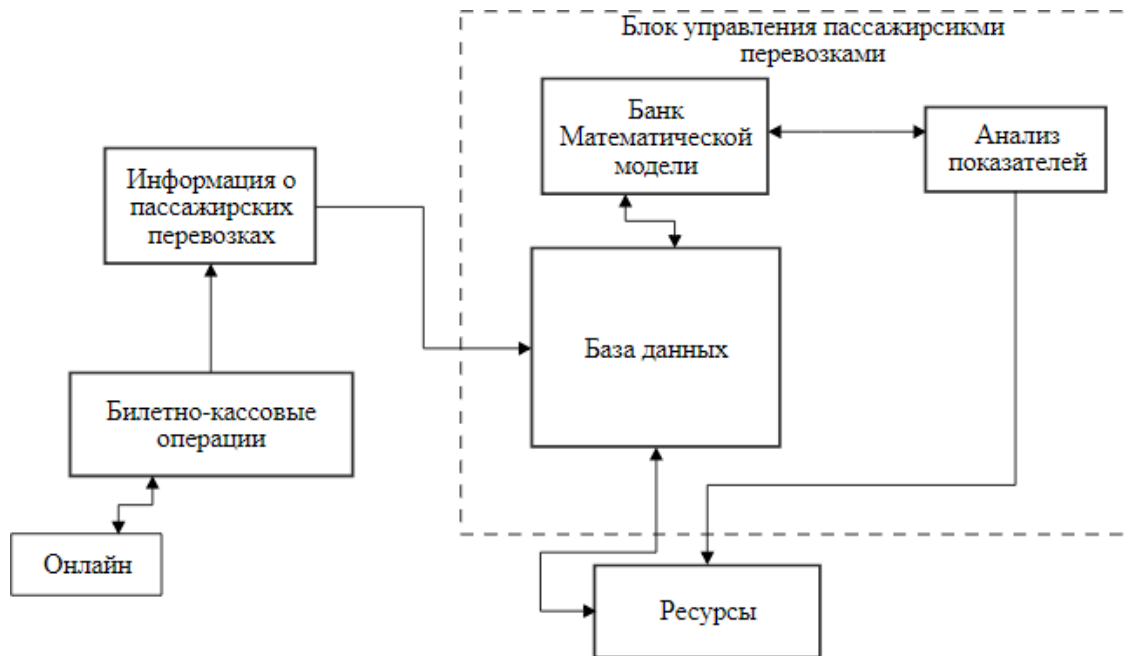 Блок управления пассажирсикми
перевозками
Банк
Математической
модели
Анализ
показателей
Информация о
пассажирских
перевозках
База данных
Билетно-кассовые
операции
Онлайн
Ресурсы